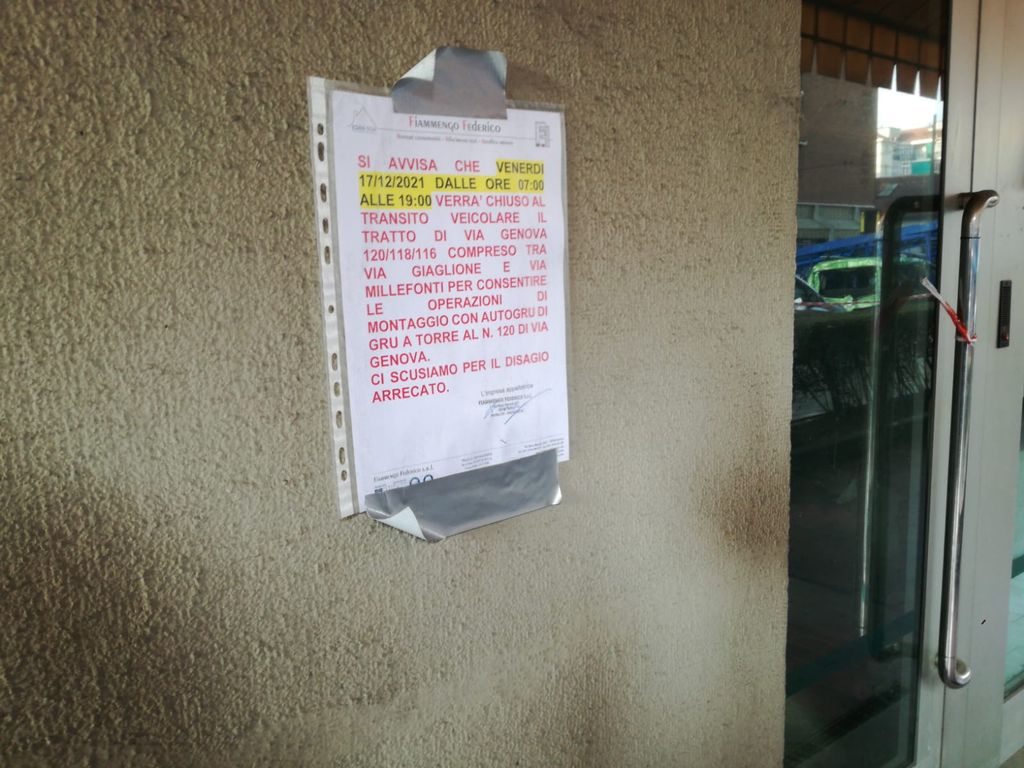 FIAMMENGO FEDERICO
SI AVVISA CHE VENERDI
17/12/2021 DALLE ORE 07:00
ALLE 19:00 VERRA' CHIUSO AL
TRANSITO VEICOLARE IL
TRATTO DI VIA GENOVA
120/118/116 COMPRESO TRA
VIA GIAGLIONE E VIA
MILLEFONTI PER CONSENTIRE
LE OPERAZIONI DI
MONTAGGIO CON AUTOGRU DI
GRU A TORRE AL N. 120 DI VIA
GENOVA.
CI SCUSIAMO PER IL DISAGIO
ARRECATO.
L'impresa appaltatrice
FIAMMENGO FEDERICO S.r.l.
Fiammengo Federico s.r.l.